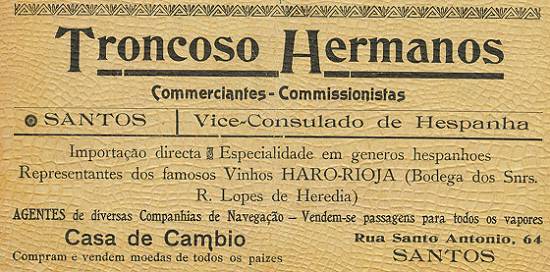 Troncoso Hermanos
Commerciantes - Commissionistas
SANTOS | Vice-Consulado de Hespanha
Importação directa Especialidade em generos hespanhoes
Representantes dos famosos Vinhos HARO-RIOJA (Bodega dos Snrs.
R. Lopes de Heredia)
AGENTES de diversas Companhias de Navegação — Vendem-se passagens para todos os vapores
Casa de Cambio
Compram e vendem moedas de todos os paizes
Rua Santo Antonio, 64
SANTOS